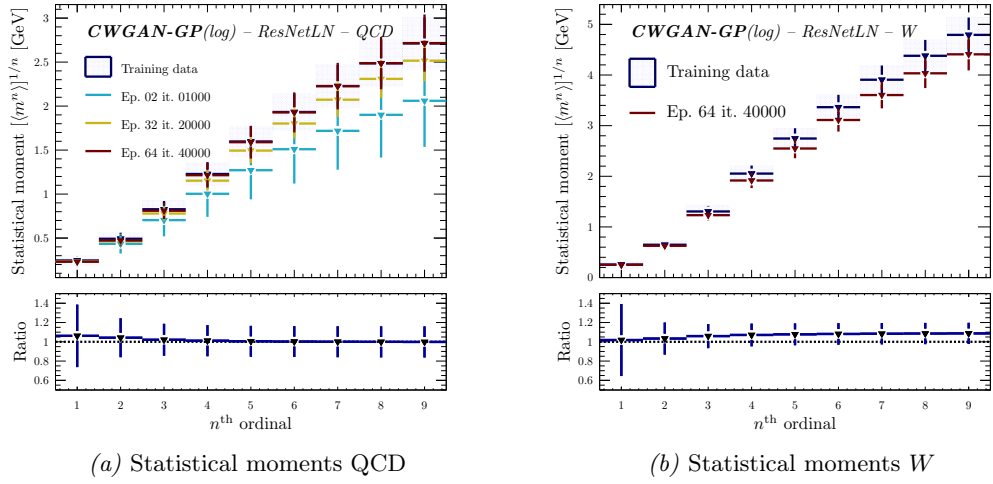 CWGAN-GP(log) – ResNetLN – QCD
Training data
Ep. 02 it. 01000
Ep. 32 it. 20000
Ep. 64 it. 40000
Statistical moment [⟨mⁿ⟩]^{1/n} [GeV]
3
2.5
2
1.5
1
0.5
Ratio
1.4
1.2
1
0.8
0.6
1 2 3 4 5 6 7 8 9
nᵗʰ ordinal
(a) Statistical moments QCD
CWGAN-GP(log) – ResNetLN – W
Training data
Ep. 64 it. 40000
Statistical moment [⟨mⁿ⟩]^{1/n} [GeV]
5
4
3
2
1
0
Ratio
1.4
1.2
1
0.8
0.6
1 2 3 4 5 6 7 8 9
nᵗʰ ordinal
(b) Statistical moments W